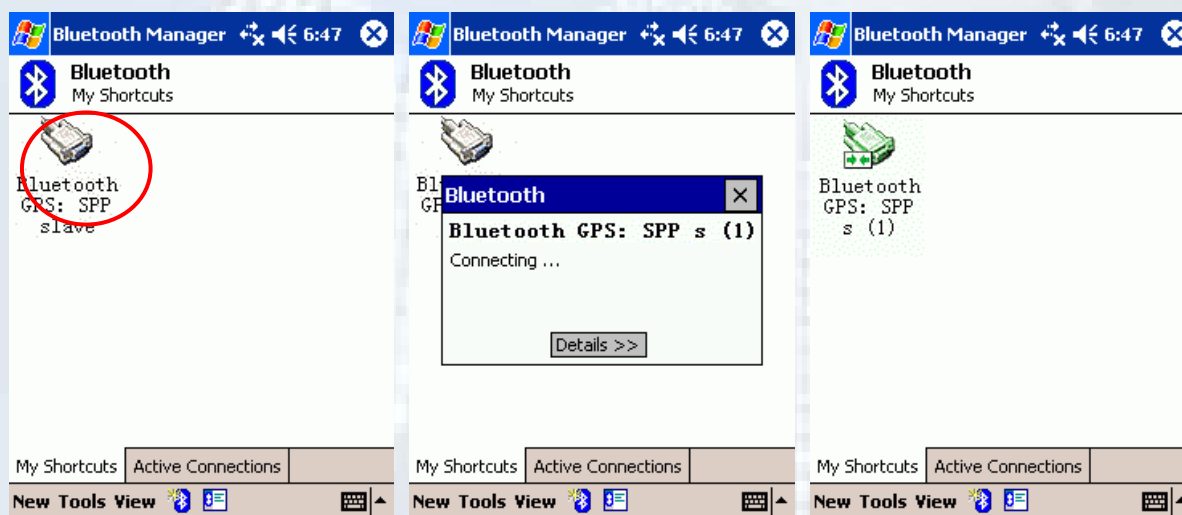 Bluetooth Manager 6:47
Bluetooth
My Shortcuts
Bluetooth
GPS: SPP
slave
My Shortcuts Active Connections
New Tools View
Bluetooth Manager 6:47
Bluetooth
My Shortcuts
Bluetooth
Bluetooth GPS: SPP s (1)
Connecting ...
Details >>
My Shortcuts Active Connections
New Tools View
Bluetooth Manager 6:47
Bluetooth
My Shortcuts
Bluetooth
GPS: SPP
s (1)
My Shortcuts Active Connections
New Tools View